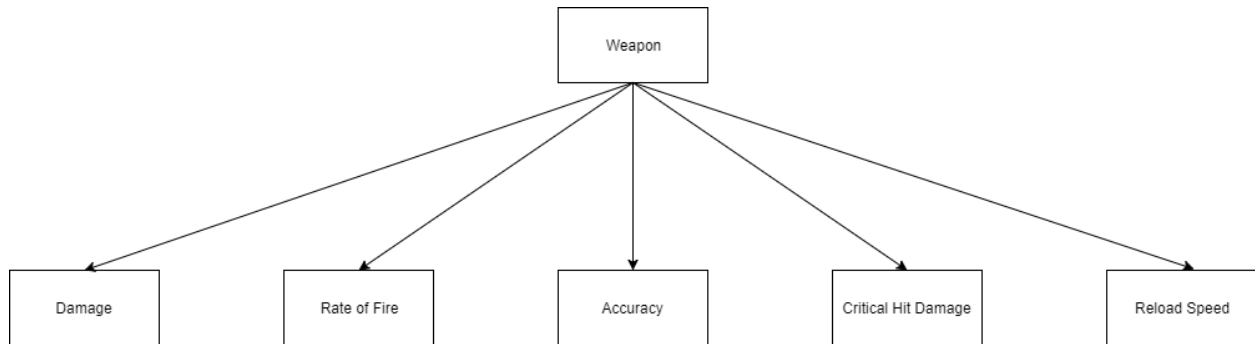 Weapon
Damage
Rate of Fire
Accuracy
Critical Hit Damage
Reload Speed